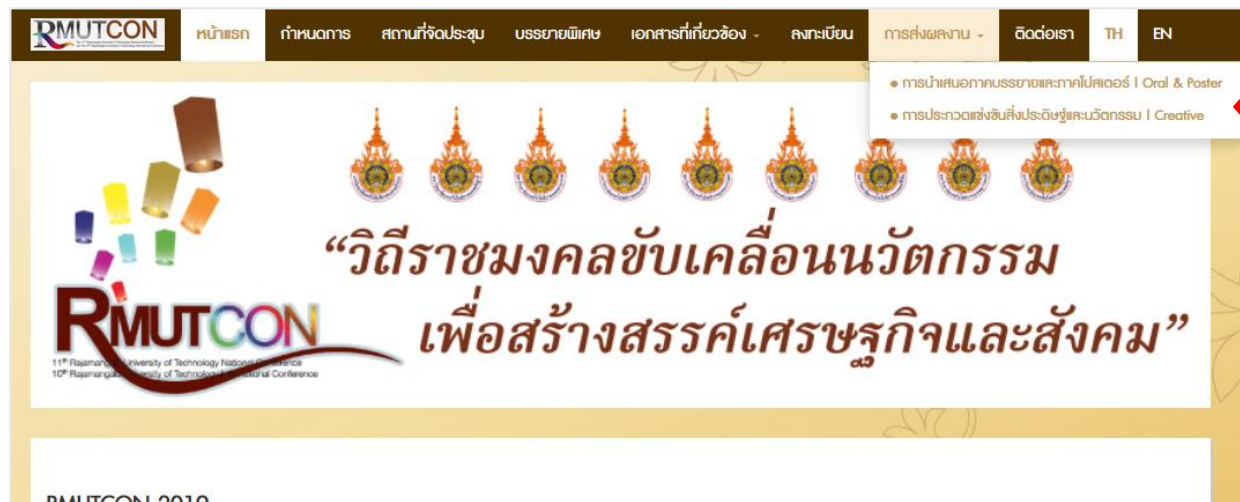 RMUTCON หน้าแรก กำหนดการ สถานที่จัดประชุม บรรยายพิเศษ เอกสารที่เกี่ยวข้อง ลงทะเบียน การส่งผลงาน ติดต่อเรา TH EN
• การนำเสนอภาคบรรยายและภาคโปสเตอร์ | Oral & Poster
• การประกวดแข่งขันสิ่งประดิษฐ์และนวัตกรรม | Creative
“วิถีราชมงคลขับเคลื่อนนวัตกรรม
เพื่อสร้างสรรค์เศรษฐกิจและสังคม”
RMUTCON
11th Rajamangala University of Technology National Conference
10th Rajamangala University of Technology International Conference
RMUTCON 2019